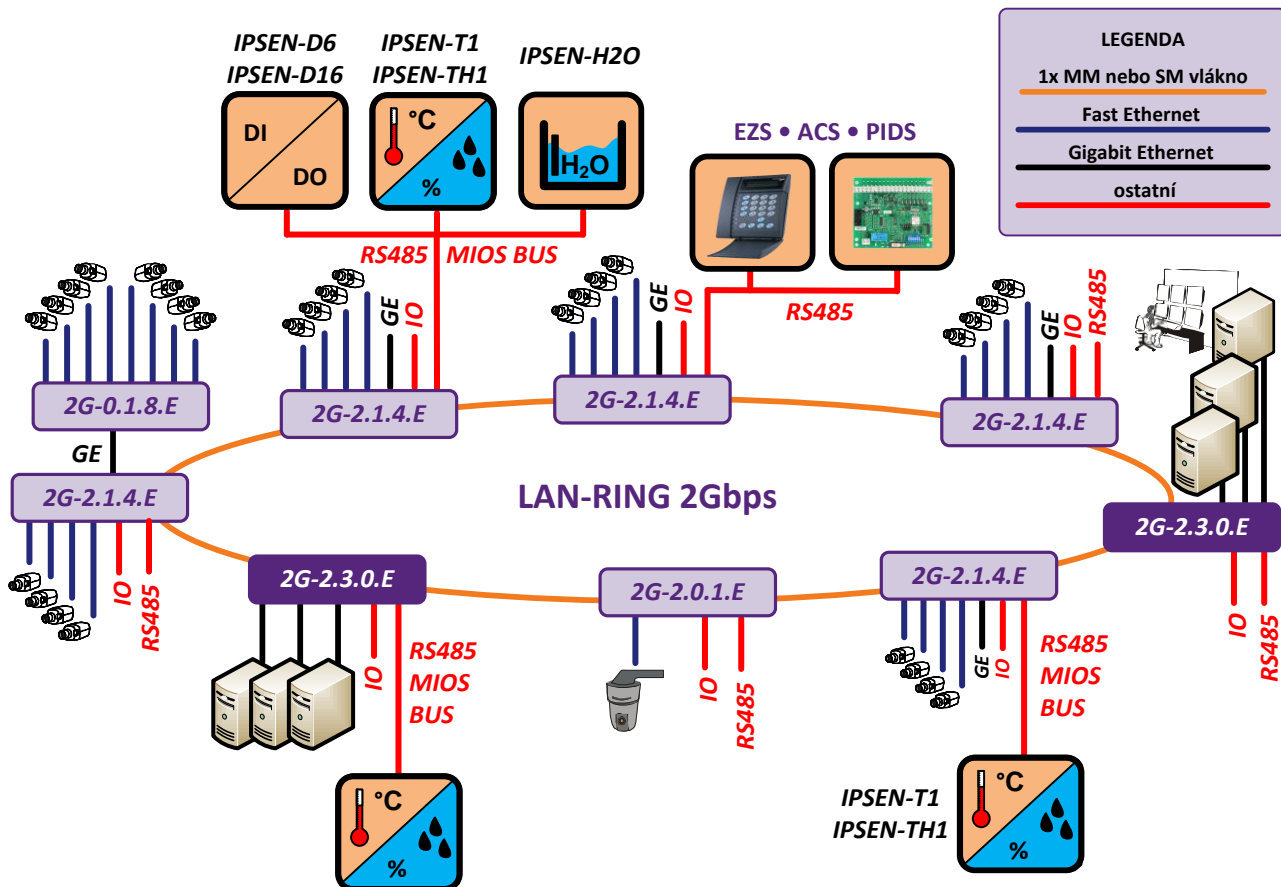 IPSEN-D6
IPSEN-D16
IPSEN-T1
IPSEN-TH1
IPSEN-H2O
LEGENDA
1x MM nebo SM vlákno
Fast Ethernet
Gigabit Ethernet
ostatní
DI
DO
°C
%
H₂O
EZS • ACS • PIDS
RS485
MIOS BUS
RS485
GE
IO
GE
IO
GE
IO
RS485
2G-0.1.8.E
2G-2.1.4.E
2G-2.1.4.E
2G-2.1.4.E
GE
2G-2.1.4.E
LAN-RING 2Gbps
2G-2.3.0.E
2G-2.3.0.E
2G-2.0.1.E
2G-2.1.4.E
IO
RS485
IO
RS485
MIOS
BUS
IO
RS485
GE
IO
RS485
MIOS
BUS
IO
RS485
°C
%
IPSEN-T1
IPSEN-TH1
°C
%